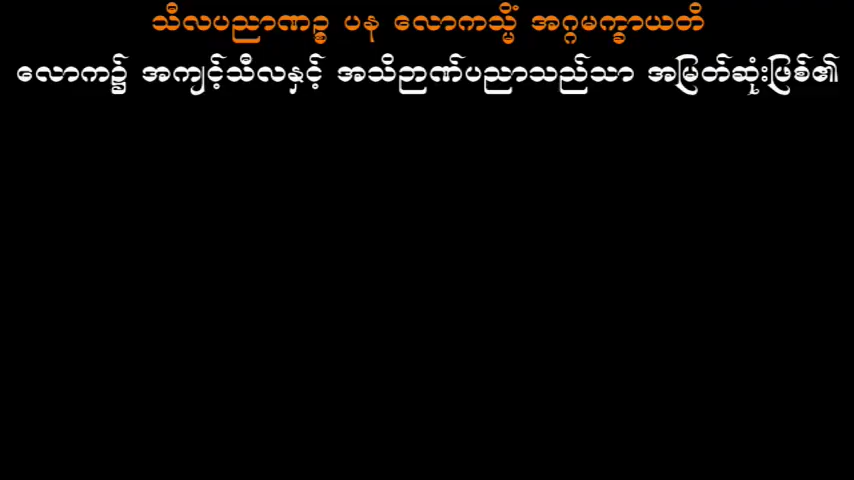 သီလပညာဏဉ္စ ပန လောကသ္မိံ အဂ္ဂမက္ခာယတိ
လောက၌ အကျင့်သီလနှင့် အသိဉာဏ်ပညာသည်သာ အမြတ်ဆုံးဖြစ်၏